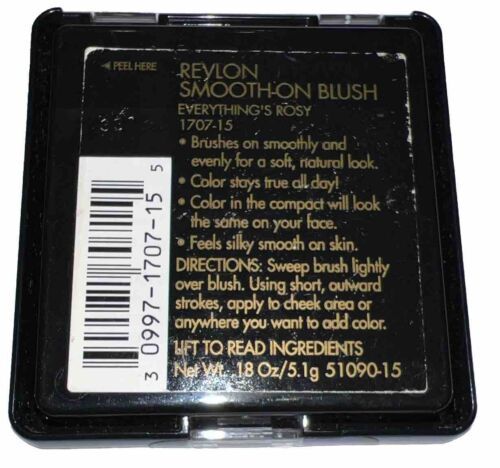 ◄ PEEL HERE
REVLON
SMOOTH-ON BLUSH
EVERYTHING'S ROSY
1707-15
• Brushes on smoothly and
evenly for a soft, natural look.
• Color stays true all day!
• Color in the compact will look
the same on your face.
• Feels silky smooth on skin.
DIRECTIONS: Sweep brush lightly
over blush. Using short, outward
strokes, apply to cheek area or
anywhere you want to add color.
LIFT TO READ INGREDIENTS
Net Wt. .18 Oz/5.1g 51090-15
3 0997-1707-15 5